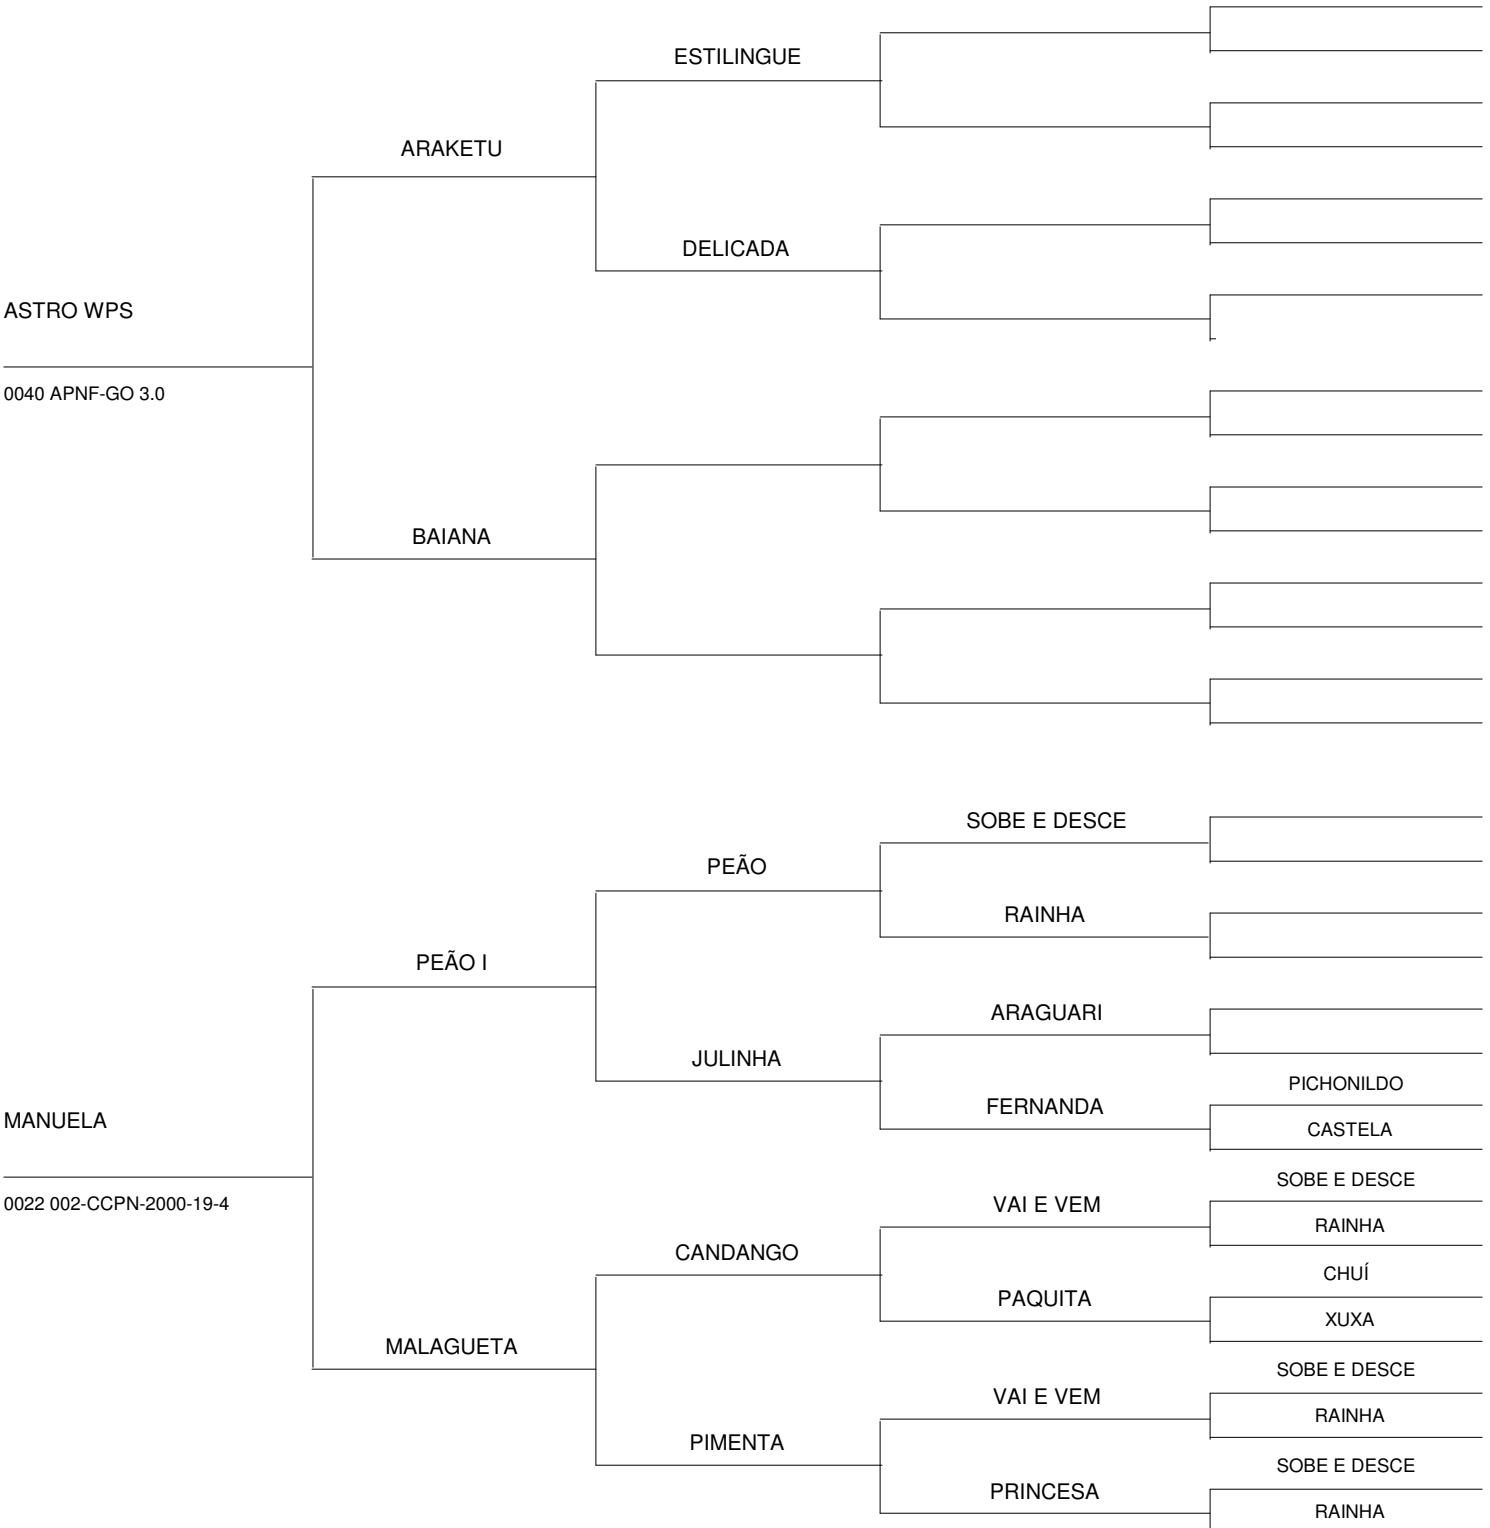 ESTILINGUE
ARAKETU
DELICADA
ASTRO WPS
0040 APNF-GO 3.0
BAIANA
SOBE E DESCE
PEÃO
RAINHA
PEÃO I
ARAGUARI
JULINHA
PICHONILDO
FERNANDA
MANUELA
CASTELA
SOBE E DESCE
0022 002-CCPN-2000-19-4
VAI E VEM
RAINHA
CANDANGO
CHUÍ
PAQUITA
XUXA
MALAGUETA
SOBE E DESCE
VAI E VEM
RAINHA
PIMENTA
SOBE E DESCE
PRINCESA
RAINHA